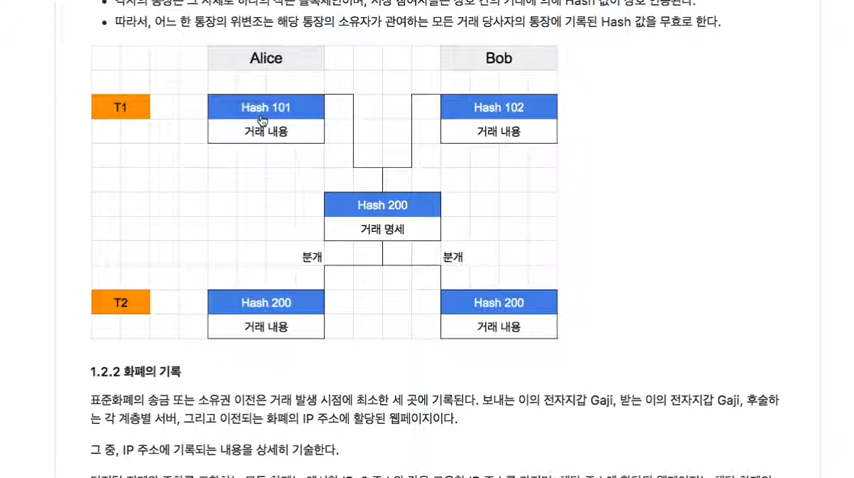 따라서, 어느 한 통장의 위변조는 해당 통장의 소유자가 관여하는 모든 거래 당사자의 통장에 기록된 Hash 값을 무효로 한다.
Alice
Bob
T1
Hash 101
Hash 102
거래 내용
거래 내용
Hash 200
거래 명세
분개
분개
T2
Hash 200
Hash 200
거래 내용
거래 내용
1.2.2 화폐의 기록
표준화폐의 송금 또는 소유권 이전은 거래 발생 시점에 최소한 세 곳에 기록된다. 보내는 이의 전자지갑 Gaji, 받는 이의 전자지갑 Gaji, 후술하
는 각 계층별 서버, 그리고 이전되는 화폐의 IP 주소에 할당된 웹페이지이다.
그 중, IP 주소에 기록되는 내용을 상세히 기술한다.